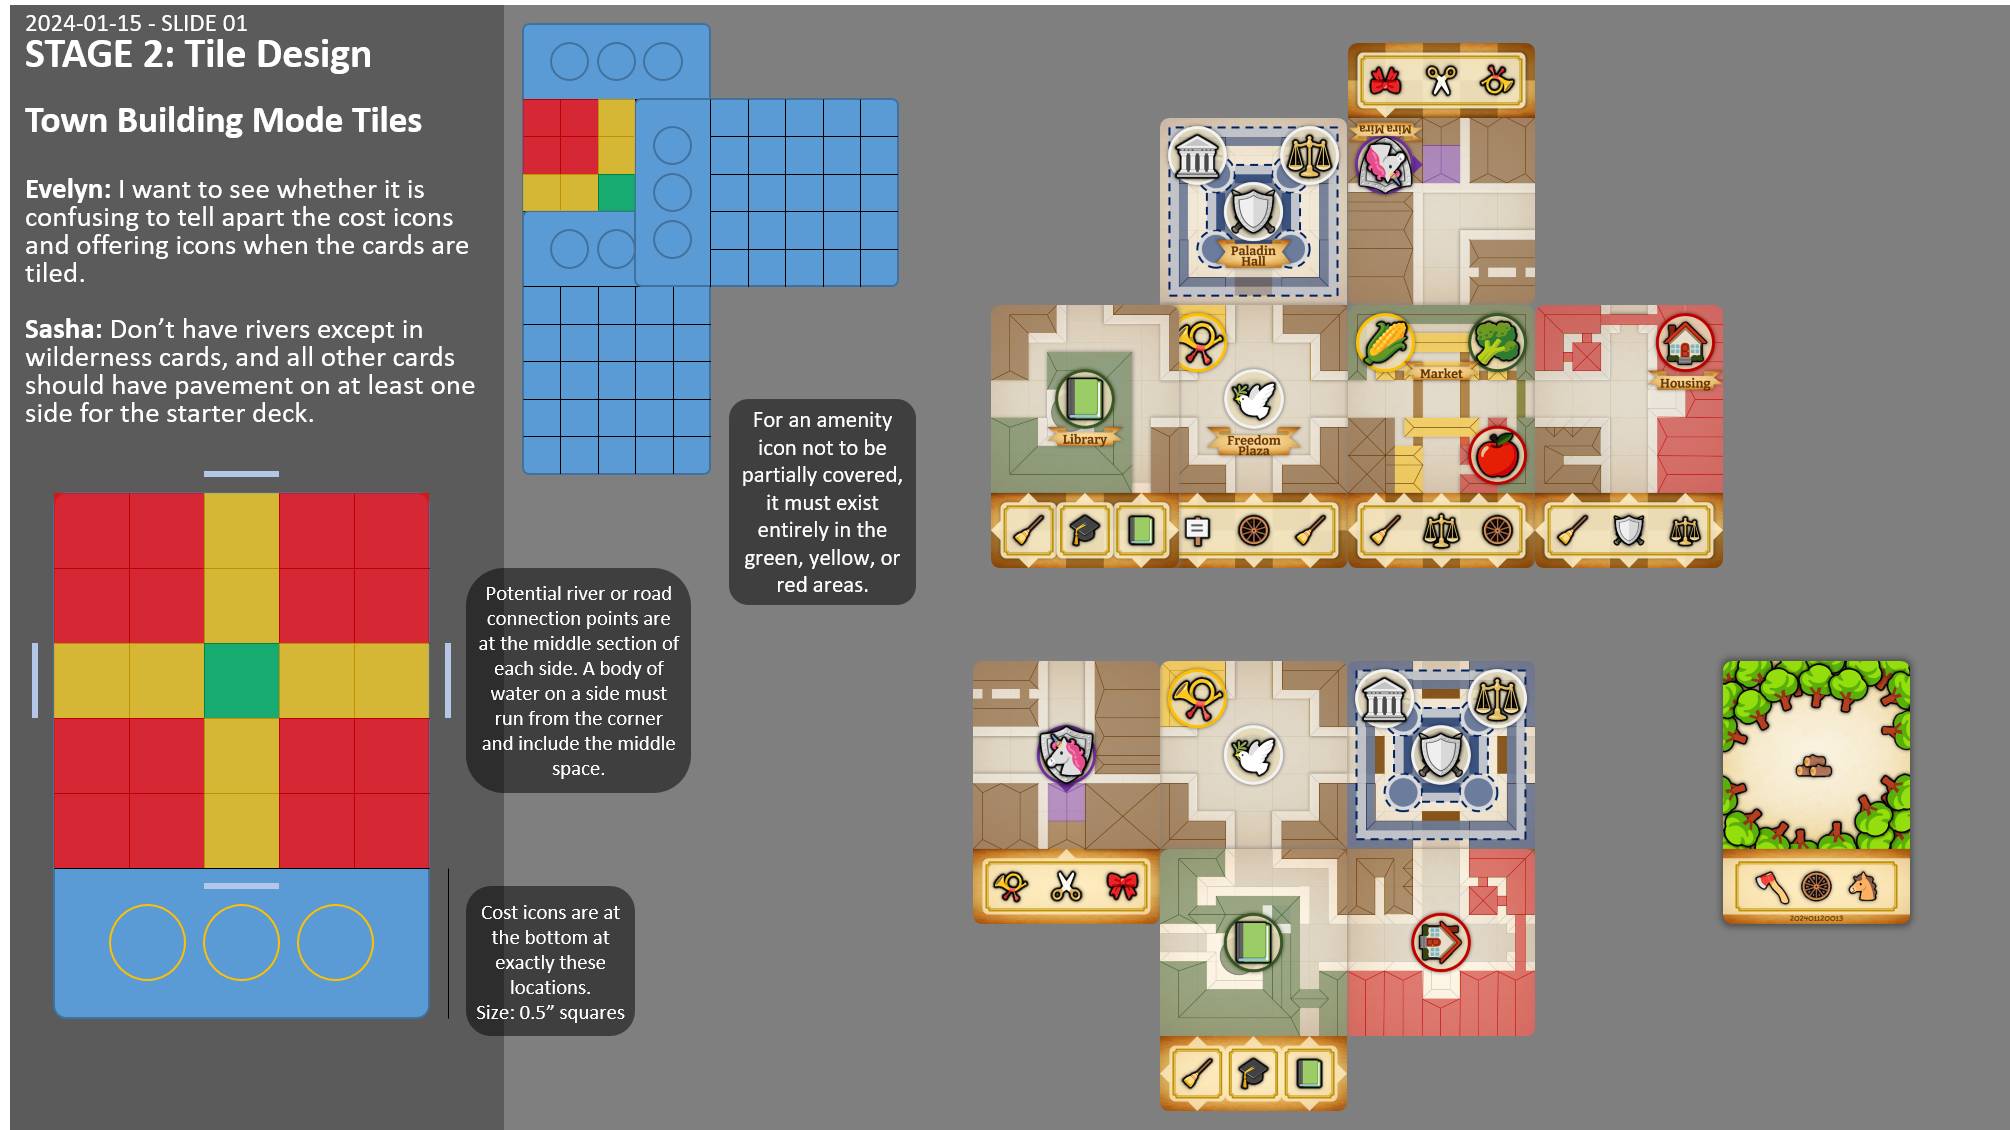 2024-01-15 - SLIDE 01
STAGE 2: Tile Design
Town Building Mode Tiles
Evelyn: I want to see whether it is
confusing to tell apart the cost icons
and offering icons when the cards are
tiled.
Sasha: Don’t have rivers except in
wilderness cards, and all other cards
should have pavement on at least one
side for the starter deck.
Potential river or road
connection points are
at the middle section of
each side. A body of
water on a side must
run from the corner
and include the middle
space.
Cost icons are at
the bottom at
exactly these
locations.
Size: 0.5” squares
For an amenity
icon not to be
partially covered,
it must exist
entirely in the
green, yellow, or
red areas.
Mira Mira
Paladin
Hall
Library
Freedom
Plaza
Market
Housing
202401120013